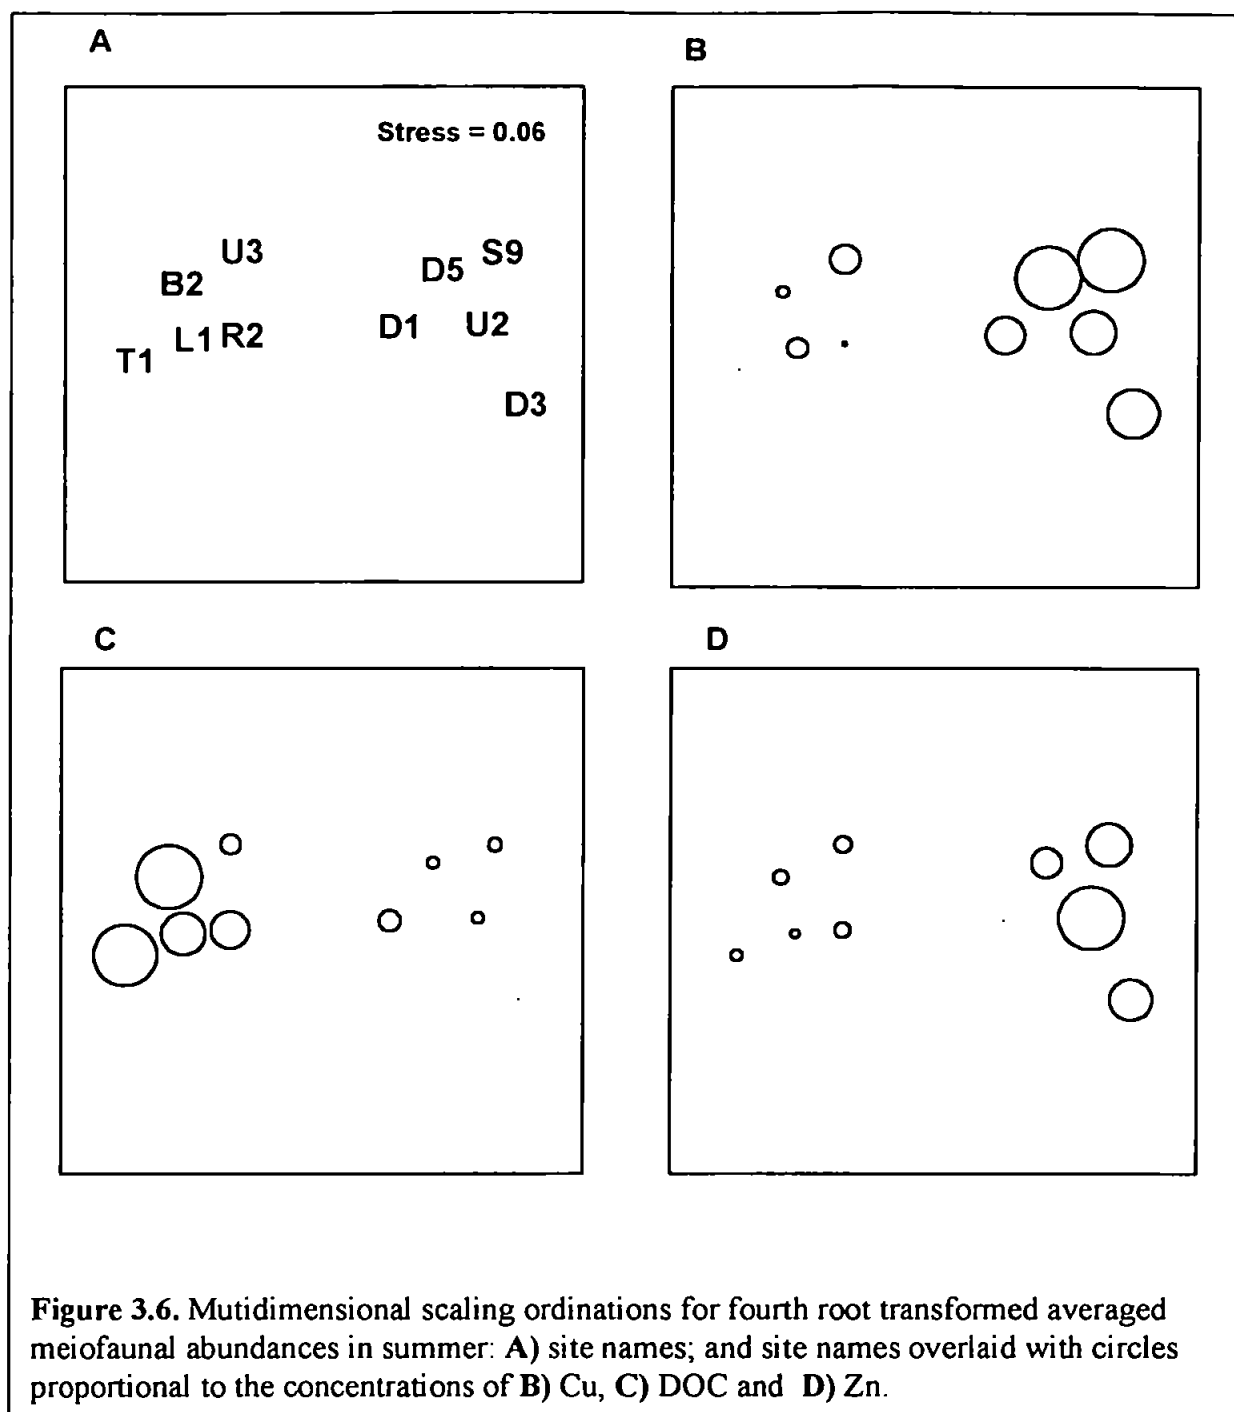 A
B
Stress = 0.06
U3
B2
L1 R2
T1
S9
D5
D1
U2
D3
C
D
Figure 3.6. Mutidimensional scaling ordinations for fourth root transformed averaged
meiofaunal abundances in summer: A) site names; and site names overlaid with circles
proportional to the concentrations of B) Cu, C) DOC and D) Zn.